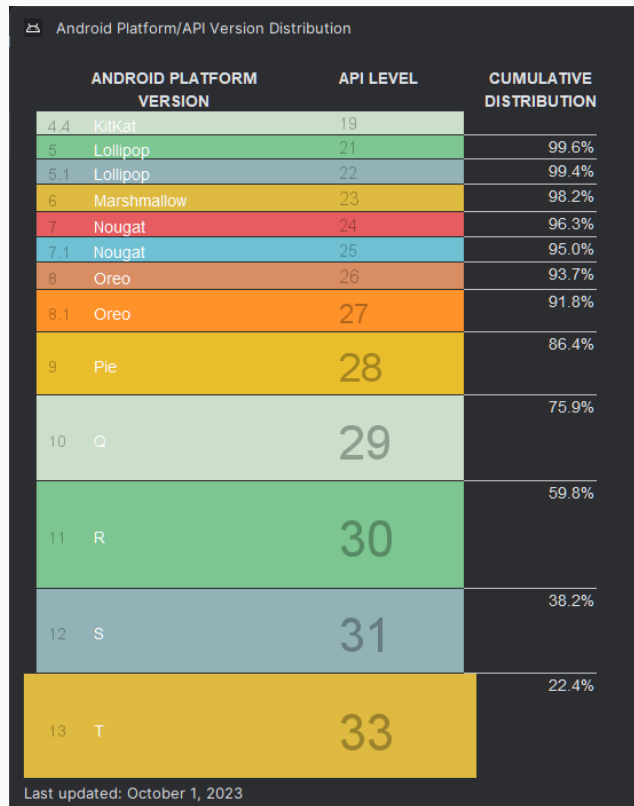 Android Platform/API Version Distribution
ANDROID PLATFORM VERSION API LEVEL CUMULATIVE DISTRIBUTION
4.4 KitKat 19
5 Lollipop 21 99.6%
5.1 Lollipop 22 99.4%
6 Marshmallow 23 98.2%
7 Nougat 24 96.3%
7.1 Nougat 25 95.0%
8 Oreo 26 93.7%
8.1 Oreo 27 91.8%
9 Pie 28 86.4%
10 Q 29 75.9%
11 R 30 59.8%
12 S 31 38.2%
13 T 33 22.4%
Last updated: October 1, 2023